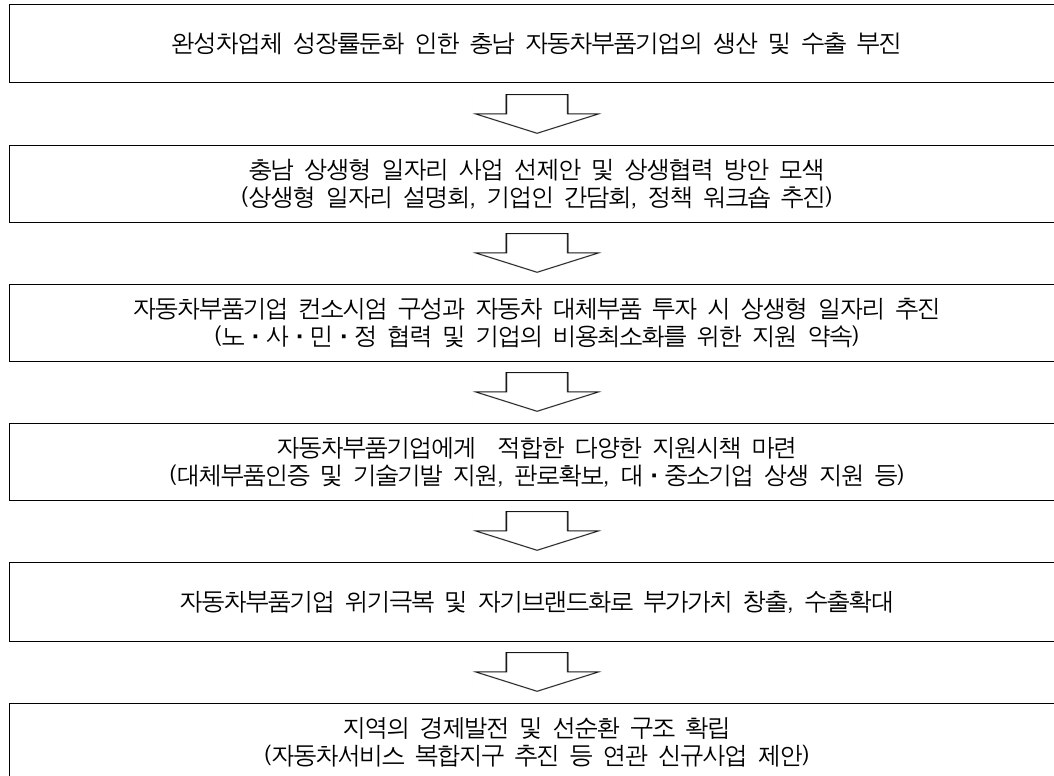 완성차업체 성장률둔화 인한 충남 자동차부품기업의 생산 및 수출 부진
충남 상생형 일자리 사업 선제안 및 상생협력 방안 모색
(상생형 일자리 설명회, 기업인 간담회, 정책 워크숍 추진)
자동차부품기업 컨소시엄 구성과 자동차 대체부품 투자 시 상생형 일자리 추진
(노·사·민·정 협력 및 기업의 비용최소화를 위한 지원 약속)
자동차부품기업에게 적합한 다양한 지원시책 마련
(대체부품인증 및 기술기발 지원, 판로확보, 대·중소기업 상생 지원 등)
자동차부품기업 위기극복 및 자기브랜드화로 부가가치 창출, 수출확대
지역의 경제발전 및 선순환 구조 확립
(자동차서비스 복합지구 추진 등 연관 신규사업 제안)